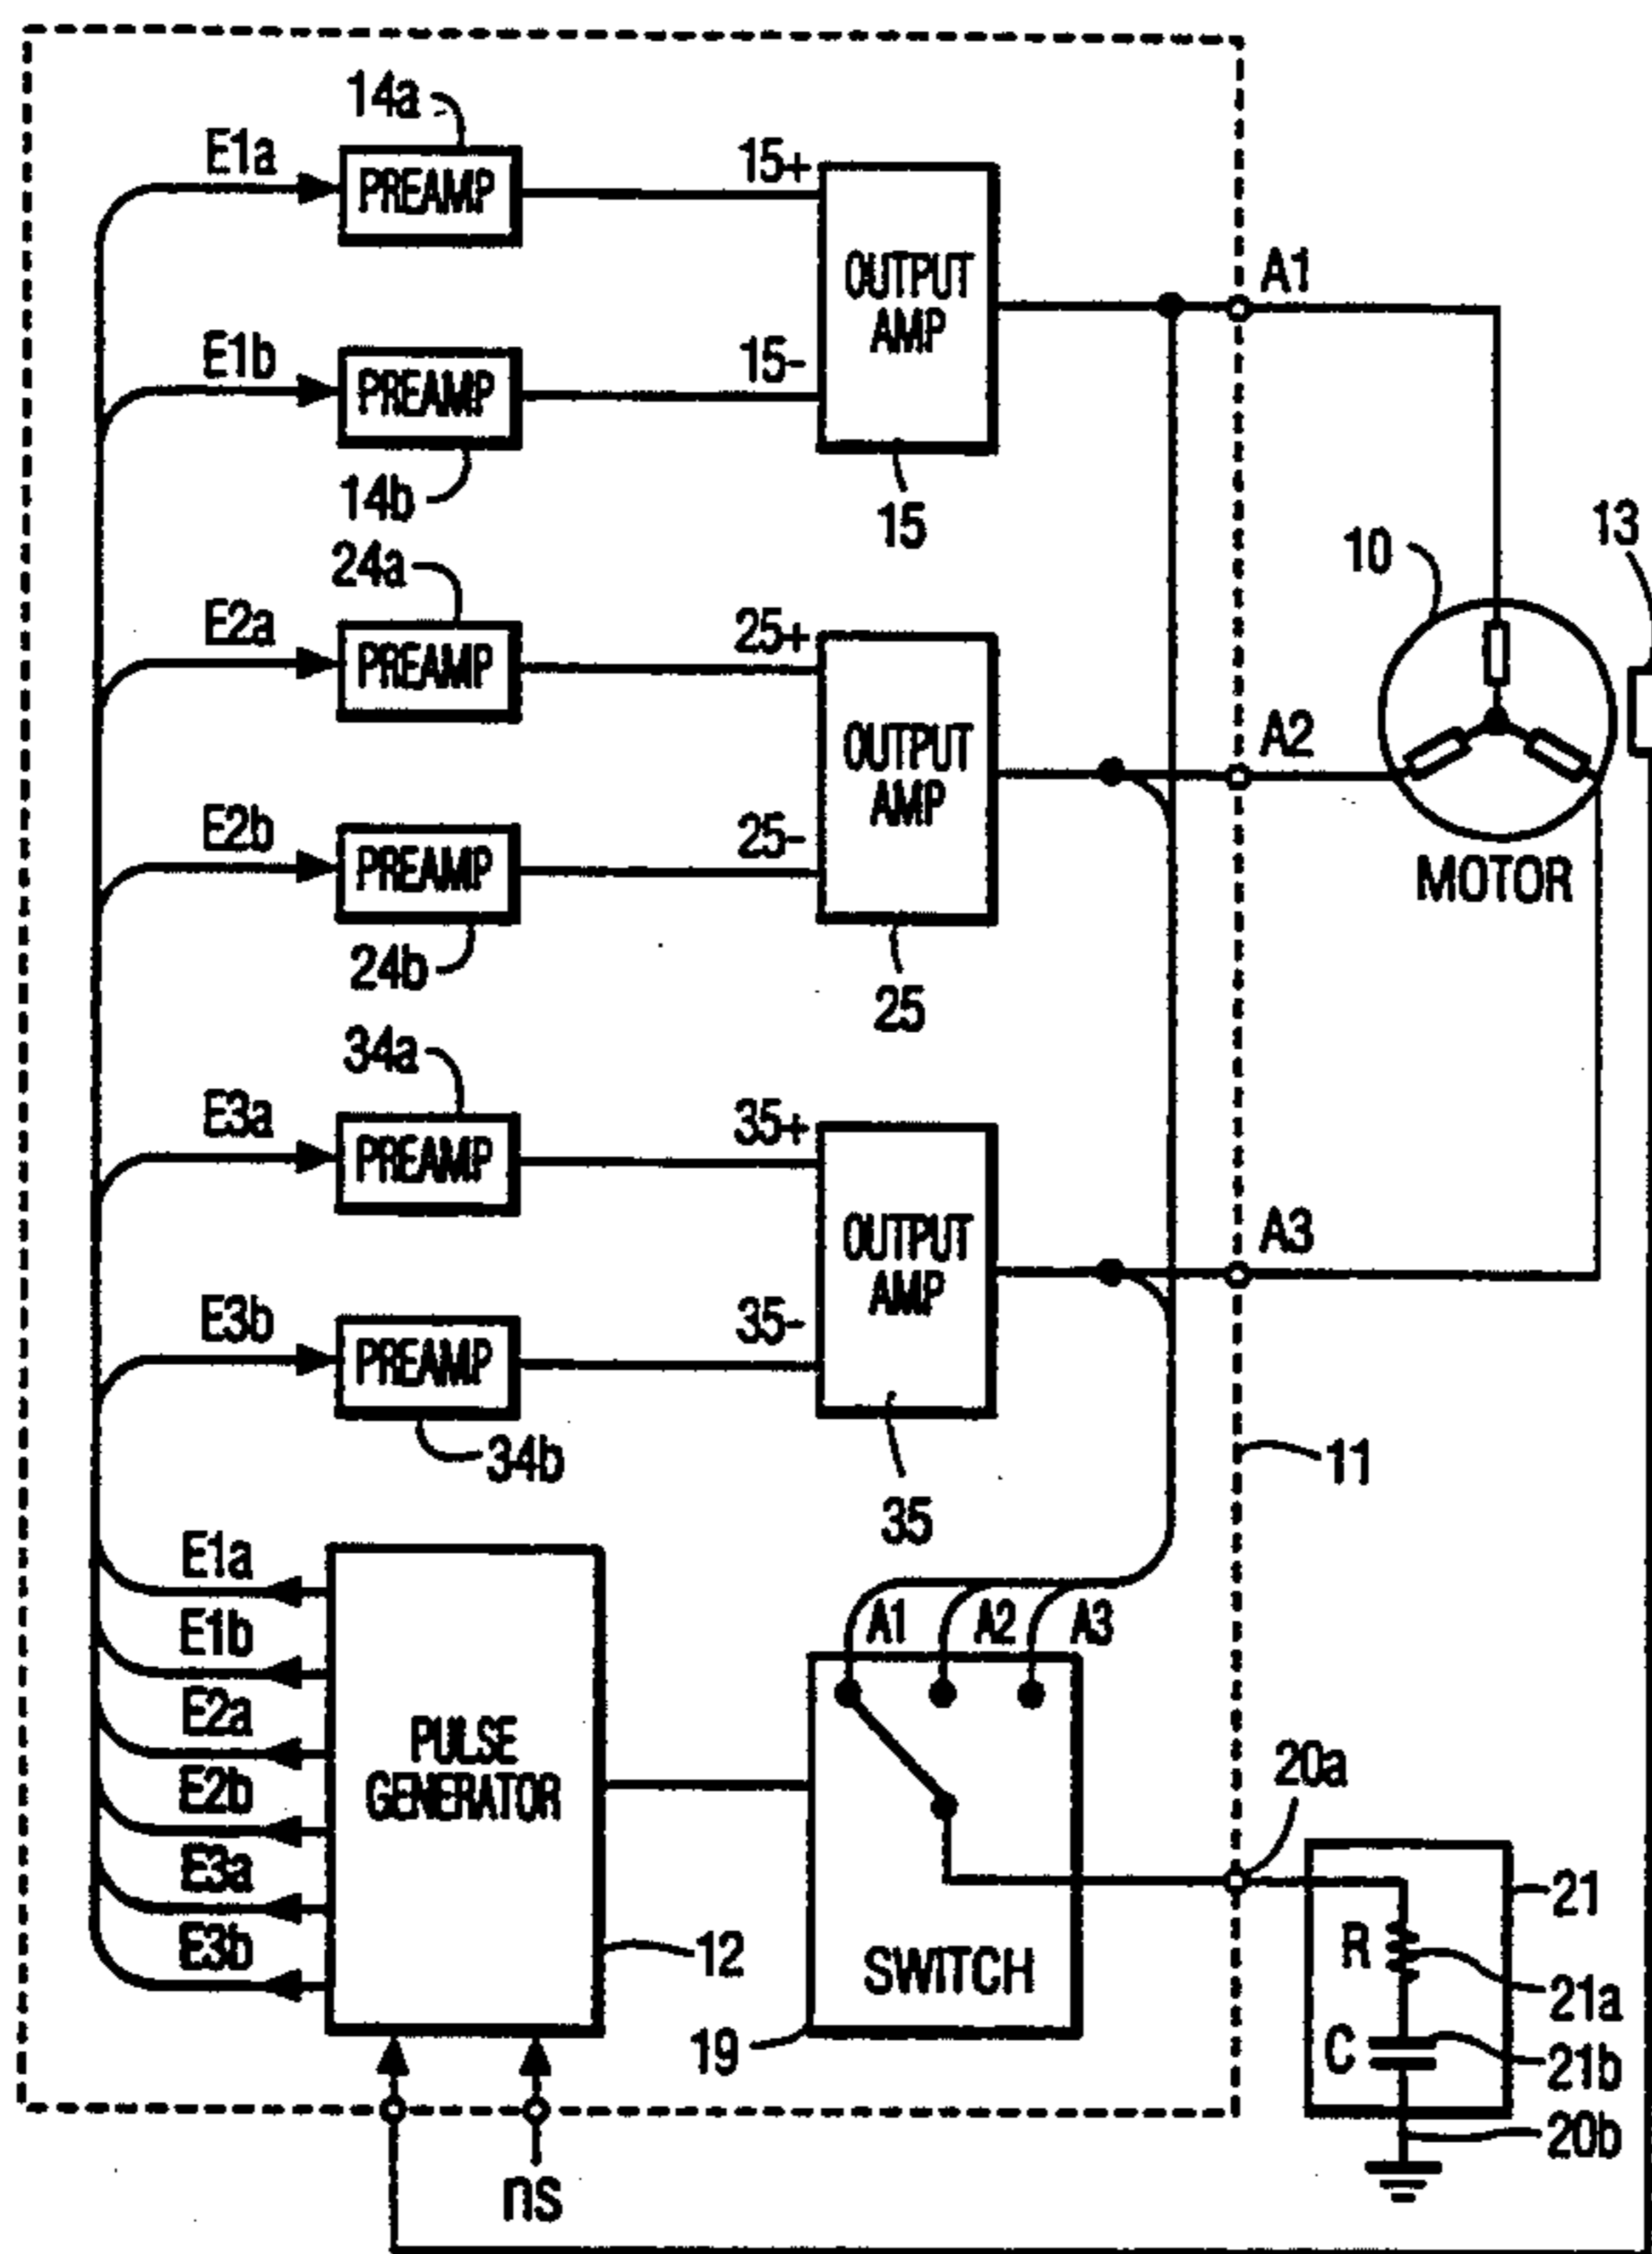 14a
E1a
PREAMP
15+
OUTPUT
AMP
A1
E1b
PREAMP
15-
14b
15
10
13
24a
E2a
PREAMP
25+
OUTPUT
AMP
A2
E2b
PREAMP
25-
MOTOR
24b
25
34a
E3a
PREAMP
35+
OUTPUT
AMP
A3
E3b
PREAMP
35-
34b
35
11
E1a
E1b
E2a
E2b
E3a
E3b
PULSE
GENERATOR
12
A1
A2
A3
SWITCH
19
20a
21
R
21a
C
21b
20b
ns